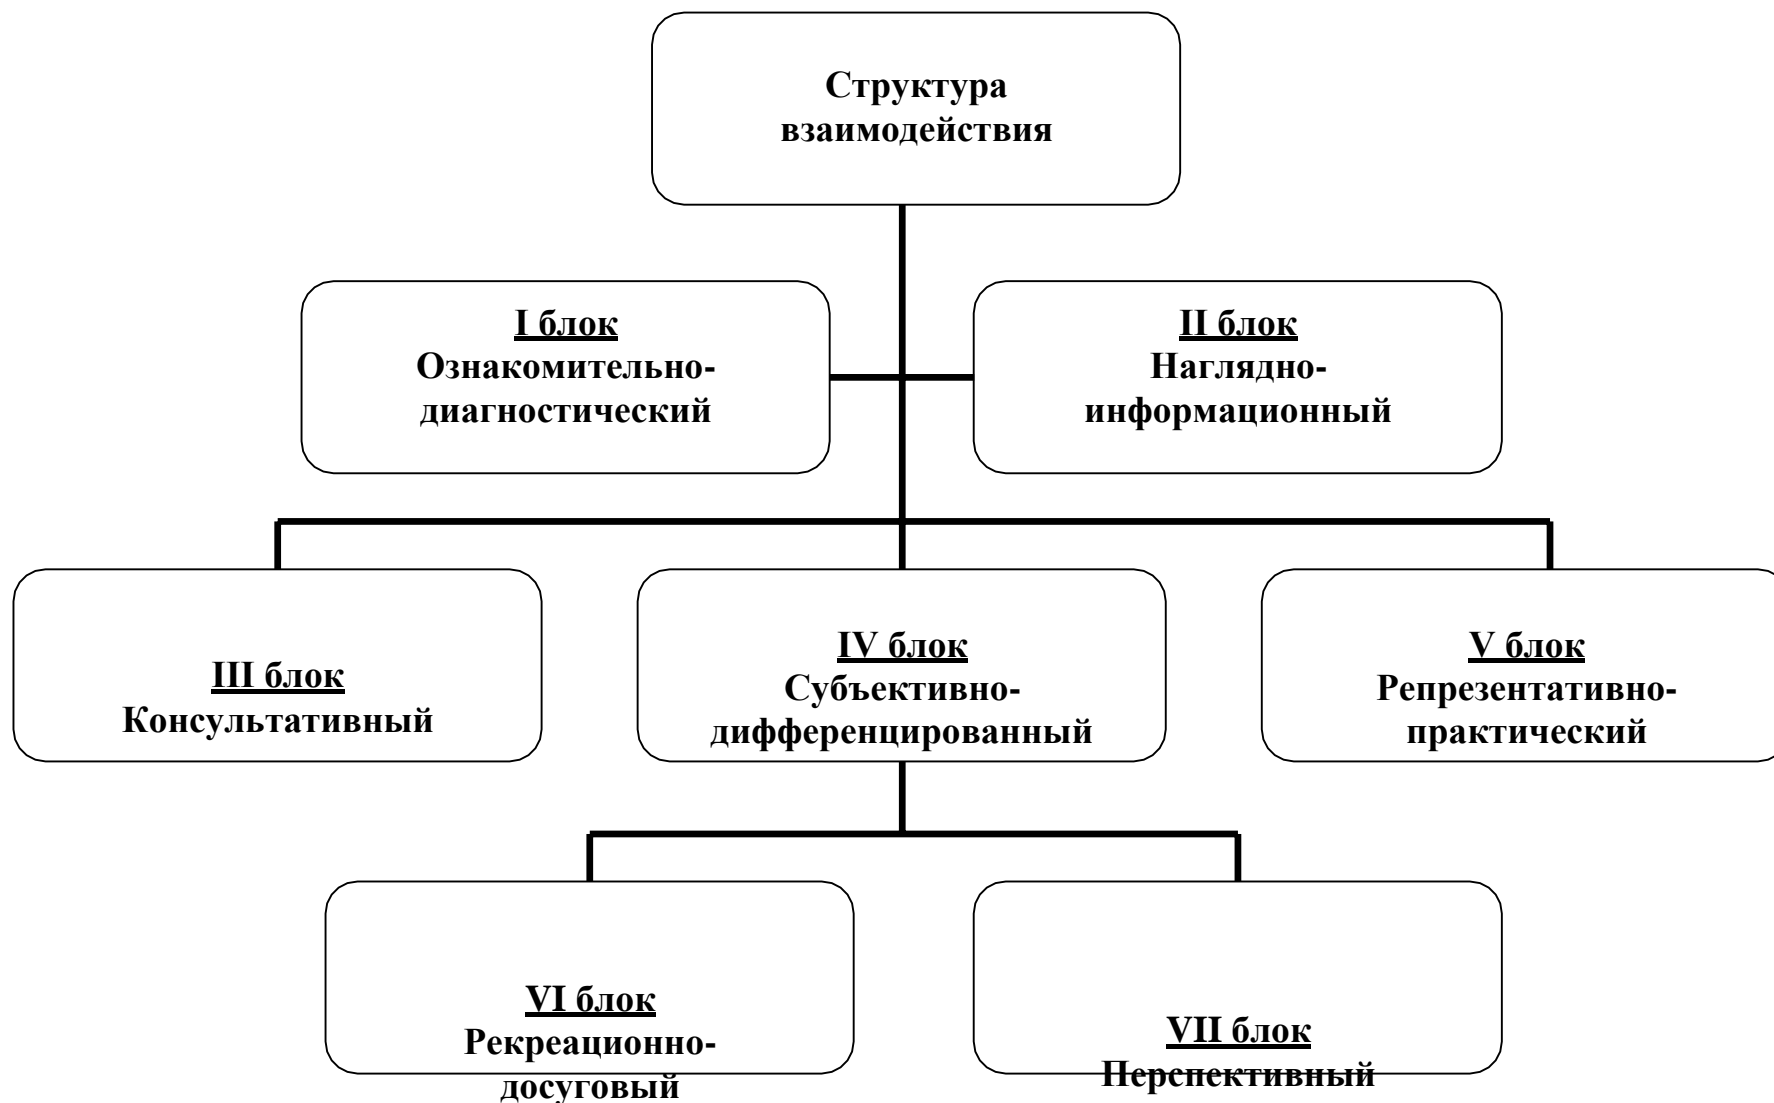 Структура
взаимодействия
I блок
Ознакомительно-
диагностический
II блок
Наглядно-
информационный
III блок
Консультативный
IV блок
Субъективно-
дифференцированный
V блок
Репрезентативно-
практический
VI блок
Рекреационно-
досуговый
VII блок
Перспективный